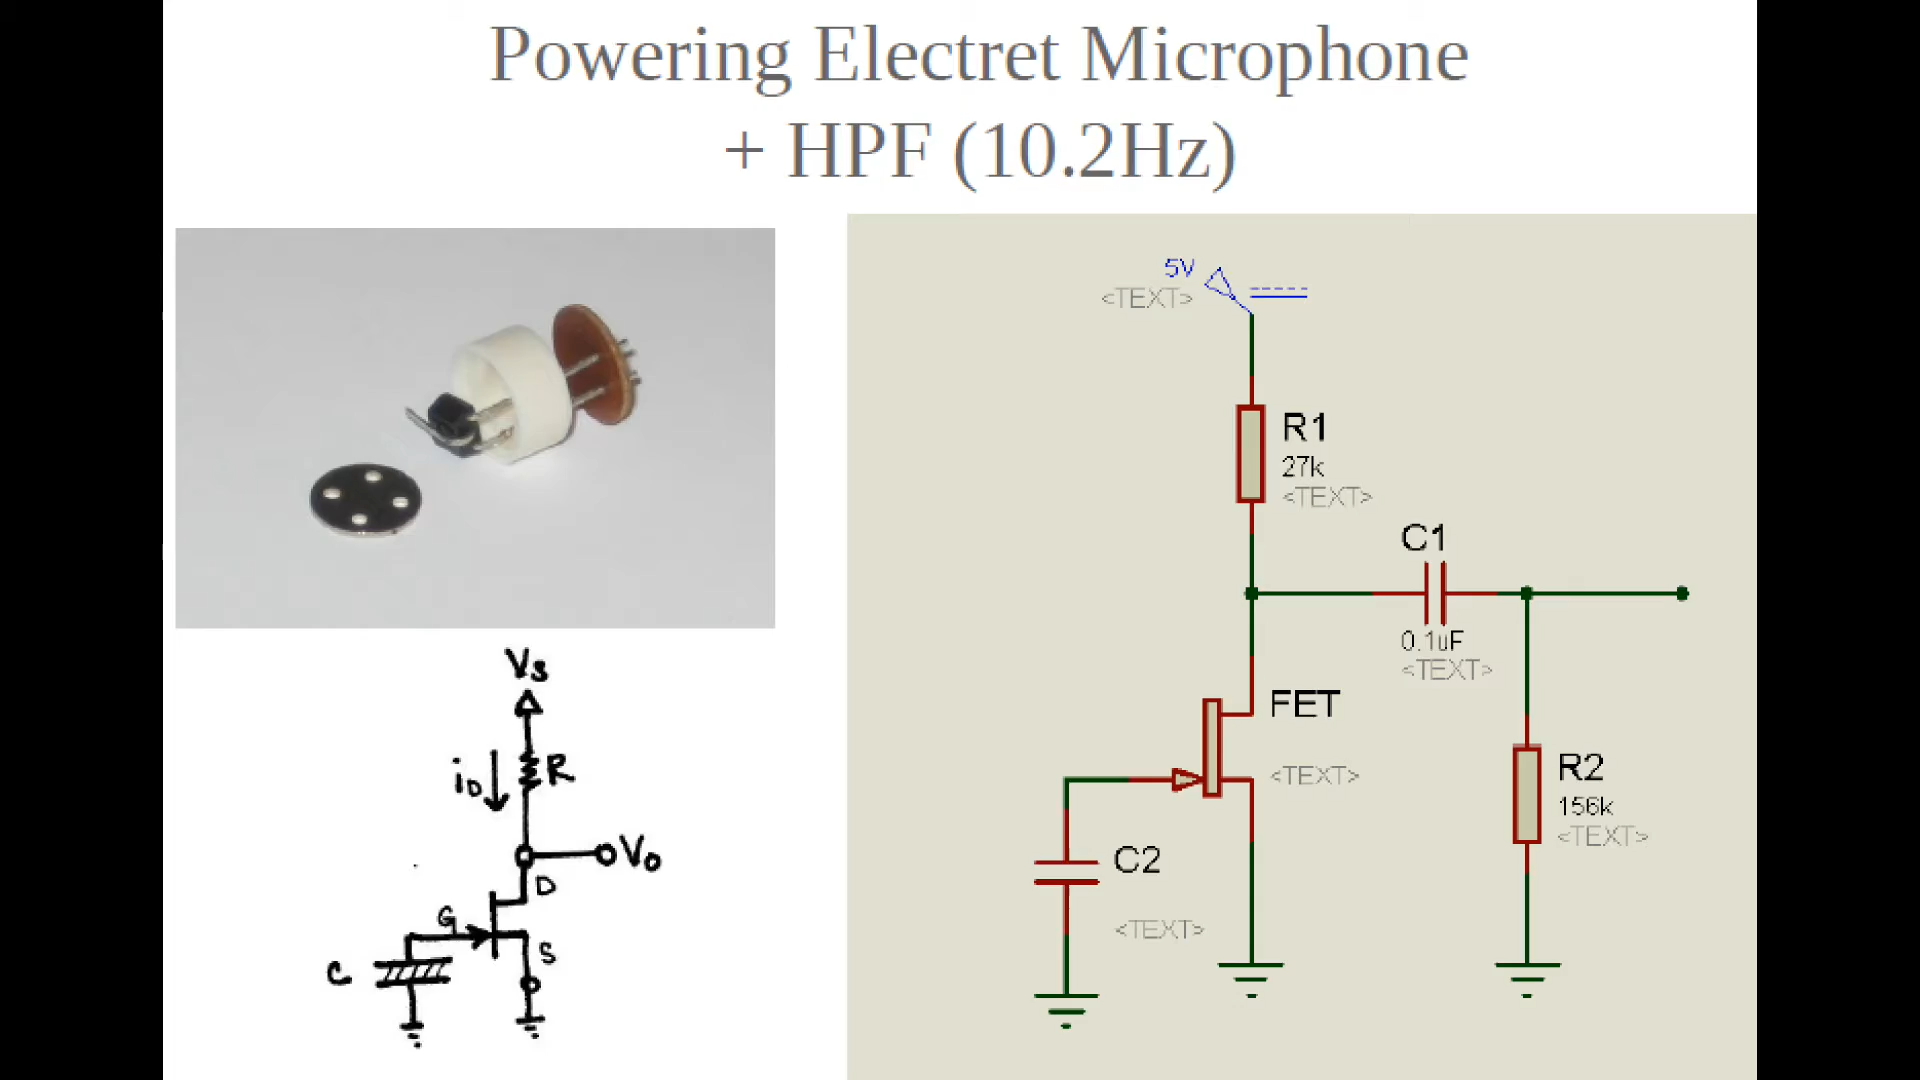 Powering Electret Microphone
+ HPF (10.2Hz)
5V
<TEXT>
R1
27k
<TEXT>
C1
0.1uF
<TEXT>
FET
<TEXT>
R2
156k
<TEXT>
C2
<TEXT>
Vs
iD
R
Vo
D
G
S
C